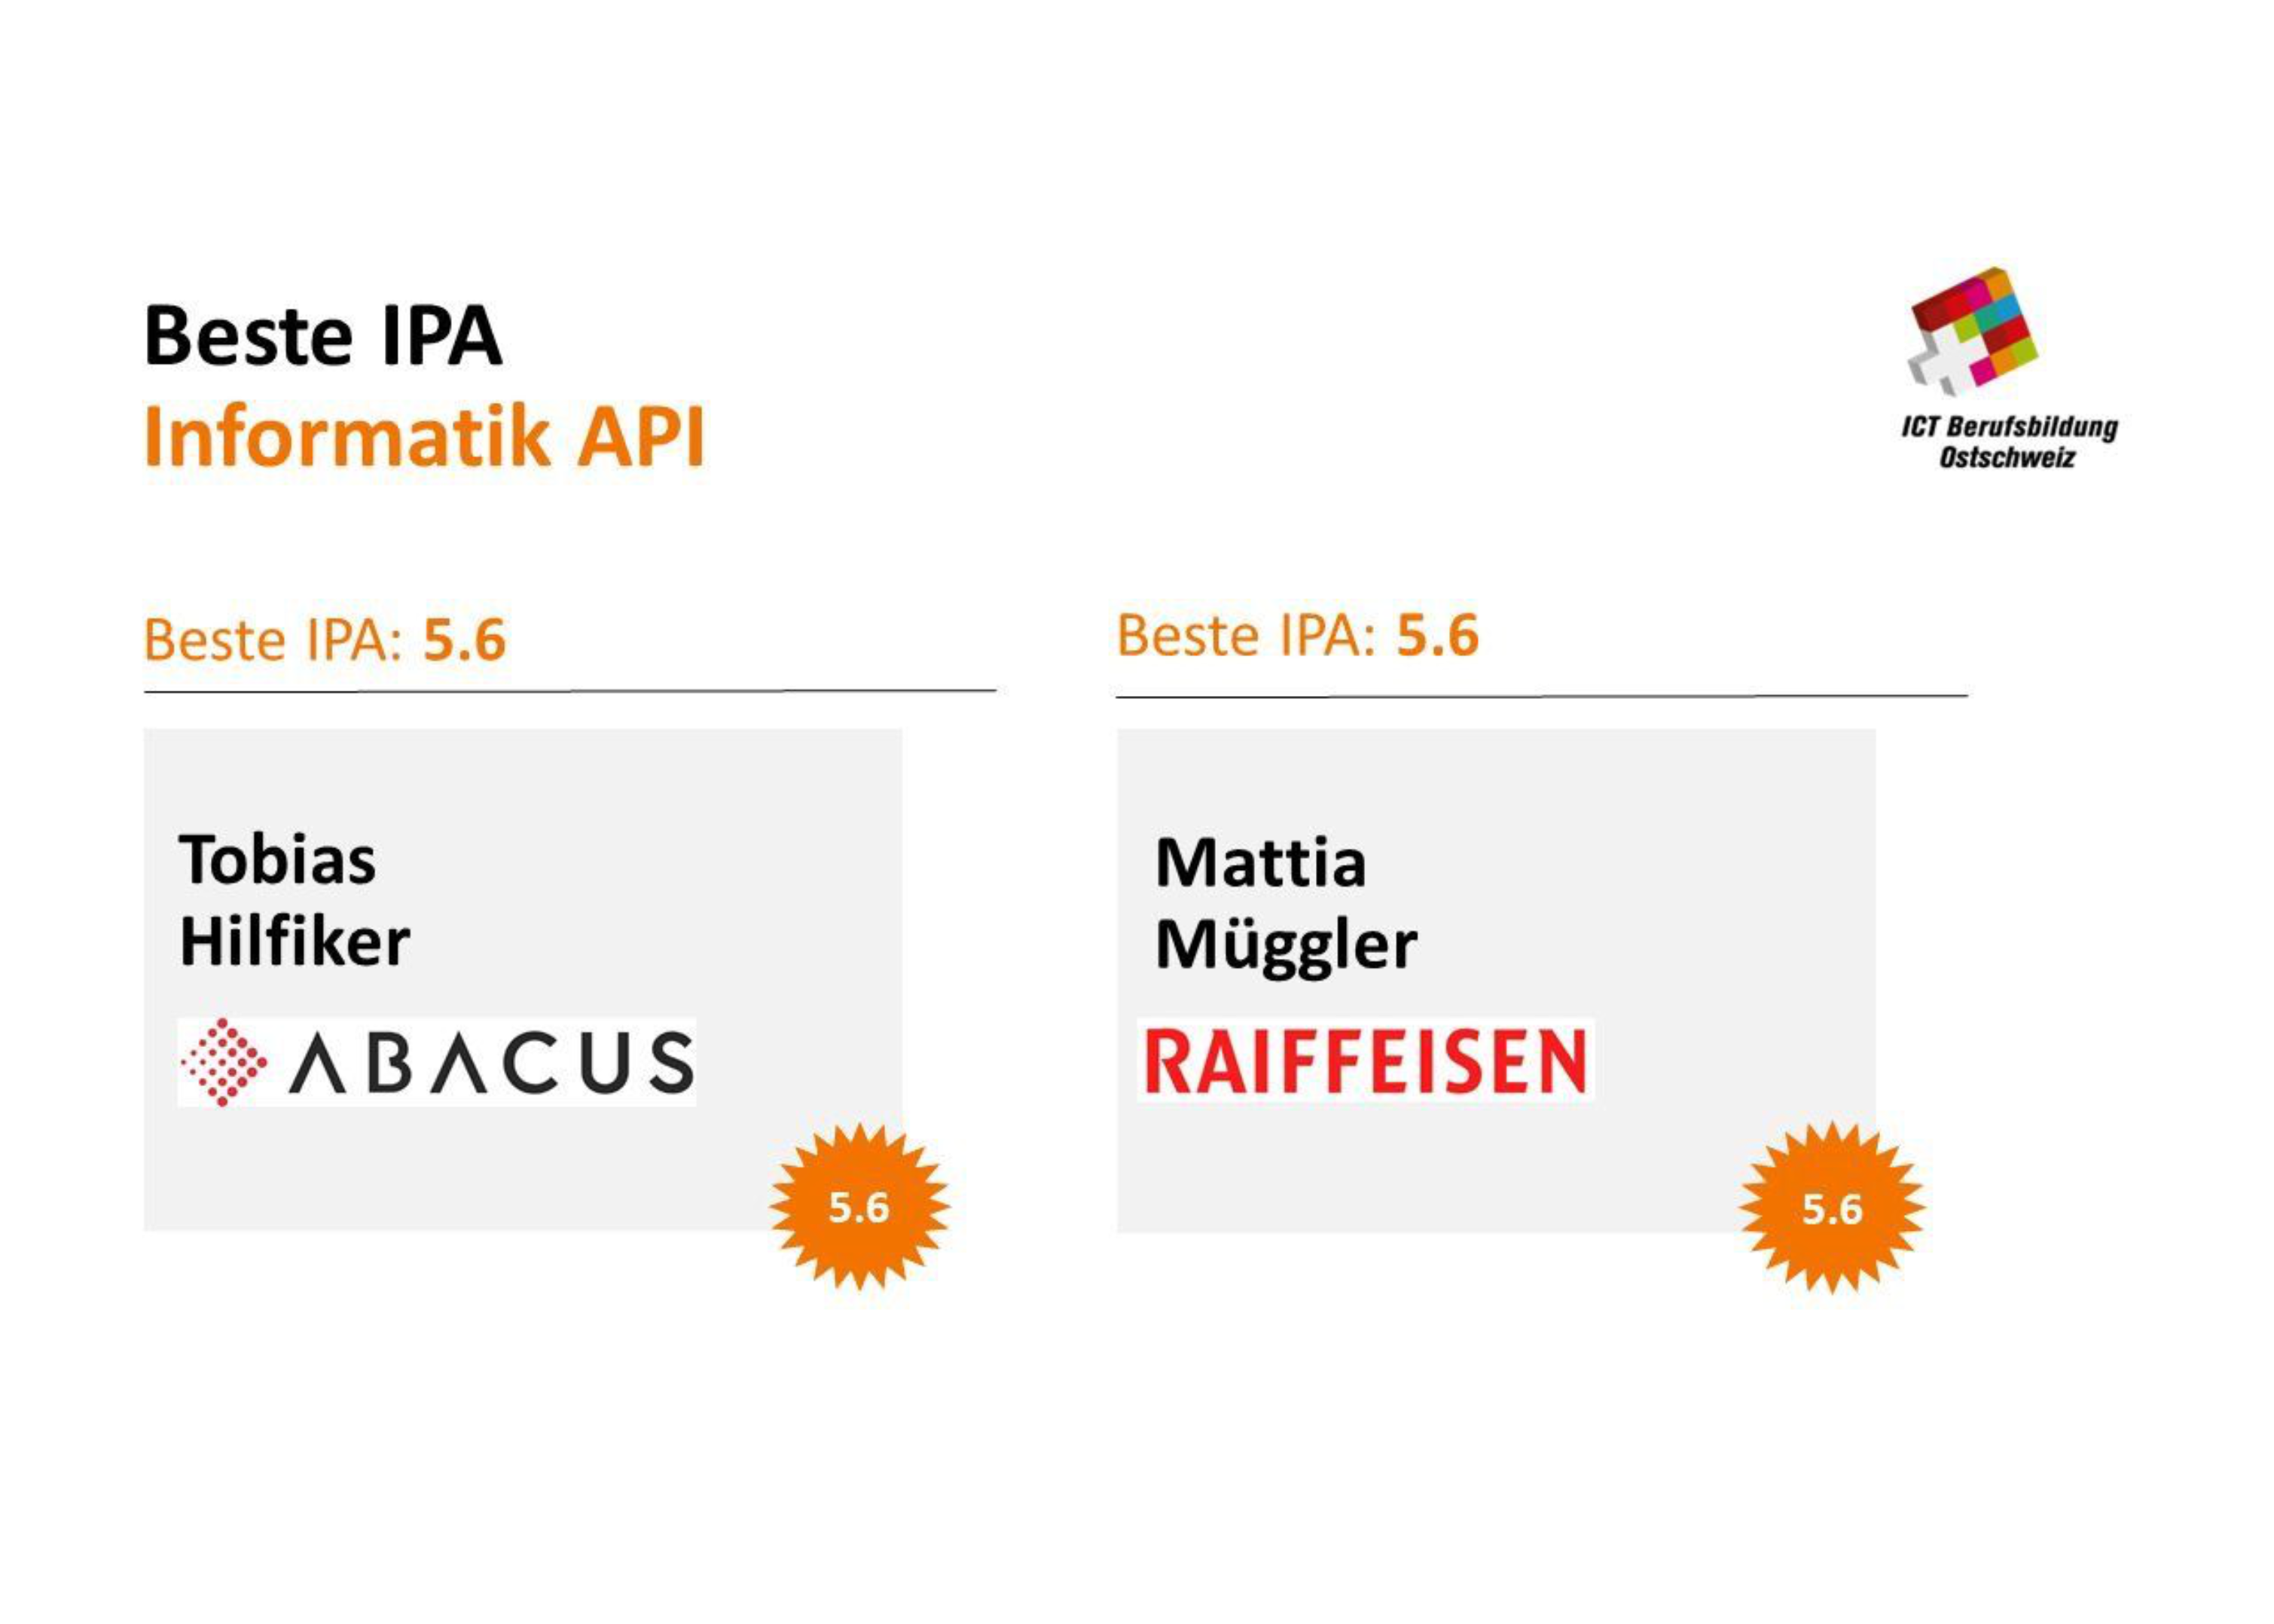 Beste IPA
Informatik API
ICT Berufsbildung
Ostschweiz
Beste IPA: 5.6
Tobias
Hilfiker
ABACUS
5.6
Beste IPA: 5.6
Mattia
Müggler
RAIFFEISEN
5.6